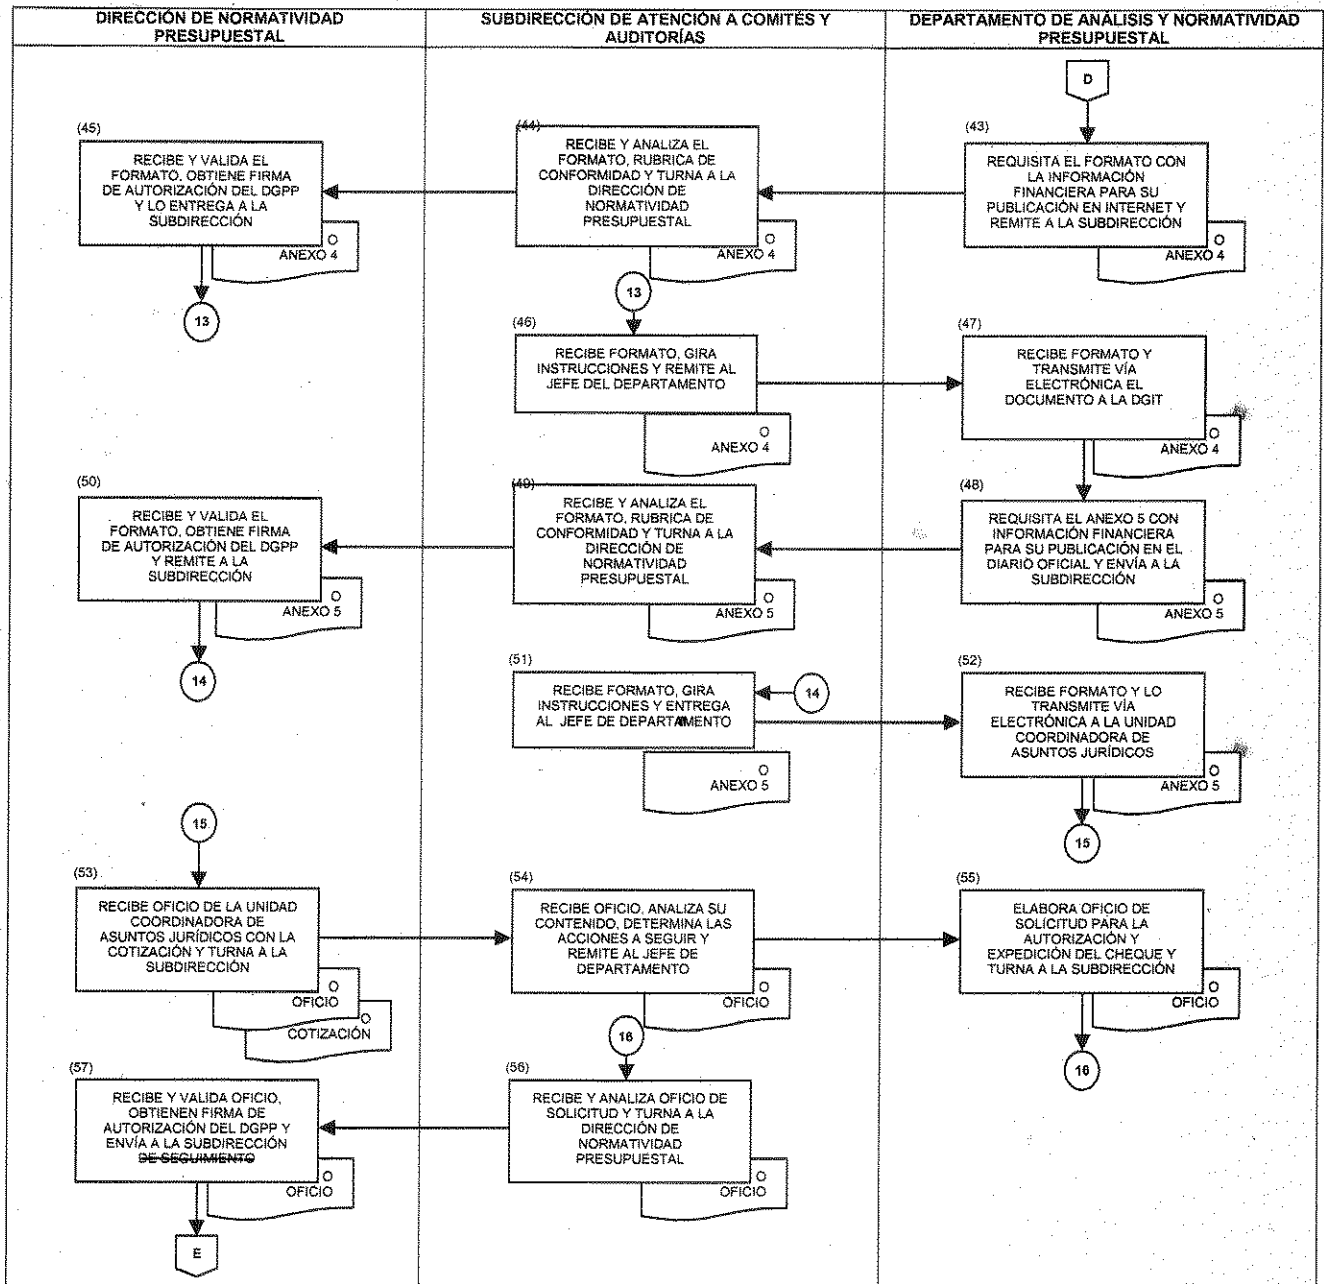 DIRECCIÓN DE NORMATIVIDAD
PRESUPUESTAL
SUBDIRECCIÓN DE ATENCIÓN A COMITÉS Y
AUDITORÍAS
DEPARTAMENTO DE ANÁLISIS Y NORMATIVIDAD
PRESUPUESTAL
D
(43)
REQUISITA EL FORMATO CON
LA INFORMACIÓN
FINANCIERA PARA SU
PUBLICACIÓN EN INTERNET Y
REMITE A LA SUBDIRECCIÓN
O
ANEXO 4
(44)
RECIBE Y ANALIZA EL
FORMATO, RUBRICA DE
CONFORMIDAD Y TURNA A LA
DIRECCIÓN DE
NORMATIVIDAD
PRESUPUESTAL
O
ANEXO 4
(45)
RECIBE Y VALIDA EL
FORMATO, OBTIENE FIRMA
DE AUTORIZACIÓN DEL DGPP
Y LO ENTREGA A LA
SUBDIRECCIÓN
O
ANEXO 4
13
13
(46)
RECIBE FORMATO, GIRA
INSTRUCCIONES Y REMITE AL
JEFE DEL DEPARTAMENTO
O
ANEXO 4
(47)
RECIBE FORMATO Y
TRANSMITE VÍA
ELECTRÓNICA EL
DOCUMENTO A LA DGIT
O
ANEXO 4
(48)
REQUISITA EL ANEXO 5 CON
INFORMACIÓN FINANCIERA
PARA SU PUBLICACIÓN EN EL
DIARIO OFICIAL Y ENVÍA A LA
SUBDIRECCIÓN
O
ANEXO 5
(49)
RECIBE Y ANALIZA EL
FORMATO, RUBRICA DE
CONFORMIDAD Y TURNA A LA
DIRECCIÓN DE
NORMATIVIDAD
PRESUPUESTAL
O
ANEXO 5
(50)
RECIBE Y VALIDA EL
FORMATO, OBTIENE FIRMA
DE AUTORIZACIÓN DEL DGPP
Y REMITE A LA
SUBDIRECCIÓN
O
ANEXO 5
14
(51)
RECIBE FORMATO, GIRA
INSTRUCCIONES Y ENTREGA
AL JEFE DE DEPARTAMENTO
14
O
ANEXO 5
(52)
RECIBE FORMATO Y LO
TRANSMITE VÍA
ELECTRÓNICA A LA UNIDAD
COORDINADORA DE
ASUNTOS JURÍDICOS
O
ANEXO 5
15
15
(53)
RECIBE OFICIO DE LA UNIDAD
COORDINADORA DE
ASUNTOS JURÍDICOS CON LA
COTIZACIÓN Y TURNA A LA
SUBDIRECCIÓN
O
OFICIO
O
COTIZACIÓN
(54)
RECIBE OFICIO, ANALIZA SU
CONTENIDO, DETERMINA LAS
ACCIONES A SEGUIR Y
REMITE AL JEFE DE
DEPARTAMENTO
O
OFICIO
(55)
ELABORA OFICIO DE
SOLICITUD PARA LA
AUTORIZACIÓN Y
EXPEDICIÓN DEL CHEQUE Y
TURNA A LA SUBDIRECCIÓN
O
OFICIO
16
16
(56)
RECIBE Y ANALIZA OFICIO DE
SOLICITUD Y TURNA A LA
DIRECCIÓN DE
NORMATIVIDAD
PRESUPUESTAL
O
OFICIO
(57)
RECIBE Y VALIDA OFICIO,
OBTIENEN FIRMA DE
AUTORIZACIÓN DEL DGPP Y
ENVÍA A LA SUBDIRECCIÓN
DE SEGUIMIENTO
O
OFICIO
E